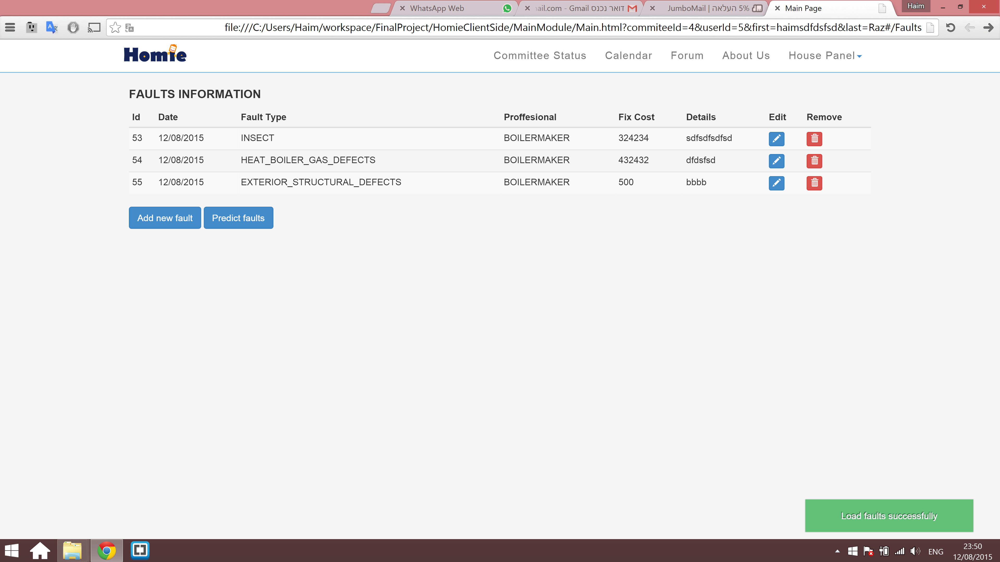 WhatsApp Web
ail.com - Gmail דואר נכנס
JumboMail | העלאה 5%
Main Page
Haim
file:///C:/Users/Haim/workspace/FinalProject/HomieClientSide/MainModule/Main.html?commiteeId=4&userId=5&first=haimsdfdsfsd&last=Raz#/Faults
Homie
Committee Status
Calendar
Forum
About Us
House Panel
FAULTS INFORMATION
Id Date Fault Type Proffesional Fix Cost Details Edit Remove
53 12/08/2015 INSECT BOILERMAKER 324234 sdfsdfsdfsd
54 12/08/2015 HEAT_BOILER_GAS_DEFECTS BOILERMAKER 432432 dfdsfsd
55 12/08/2015 EXTERIOR_STRUCTURAL_DEFECTS BOILERMAKER 500 bbbb
Add new fault
Predict faults
Load faults successfully
ENG
23:50
12/08/2015